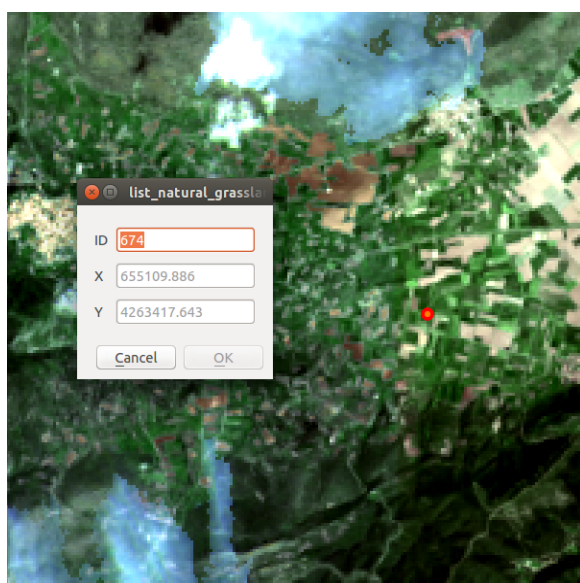 list_natural_grassla
ID 674
X 655109.886
Y 4263417.643
Cancel OK